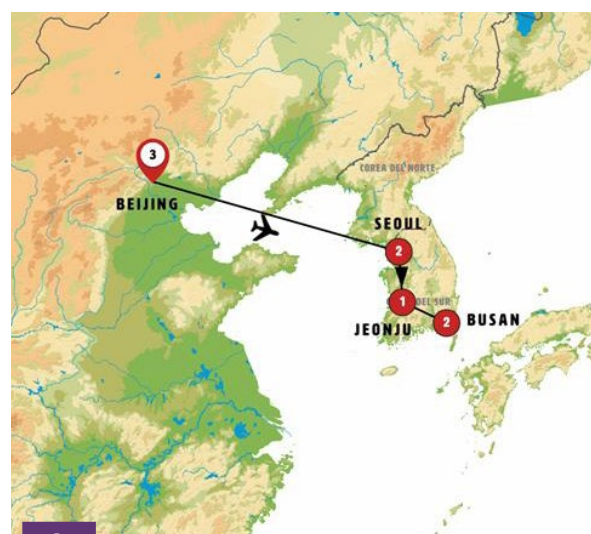 3
BEIJING
COREA DEL NORTE
SEOUL
2
1
DEL SUR
JEONJU
2
BUSAN